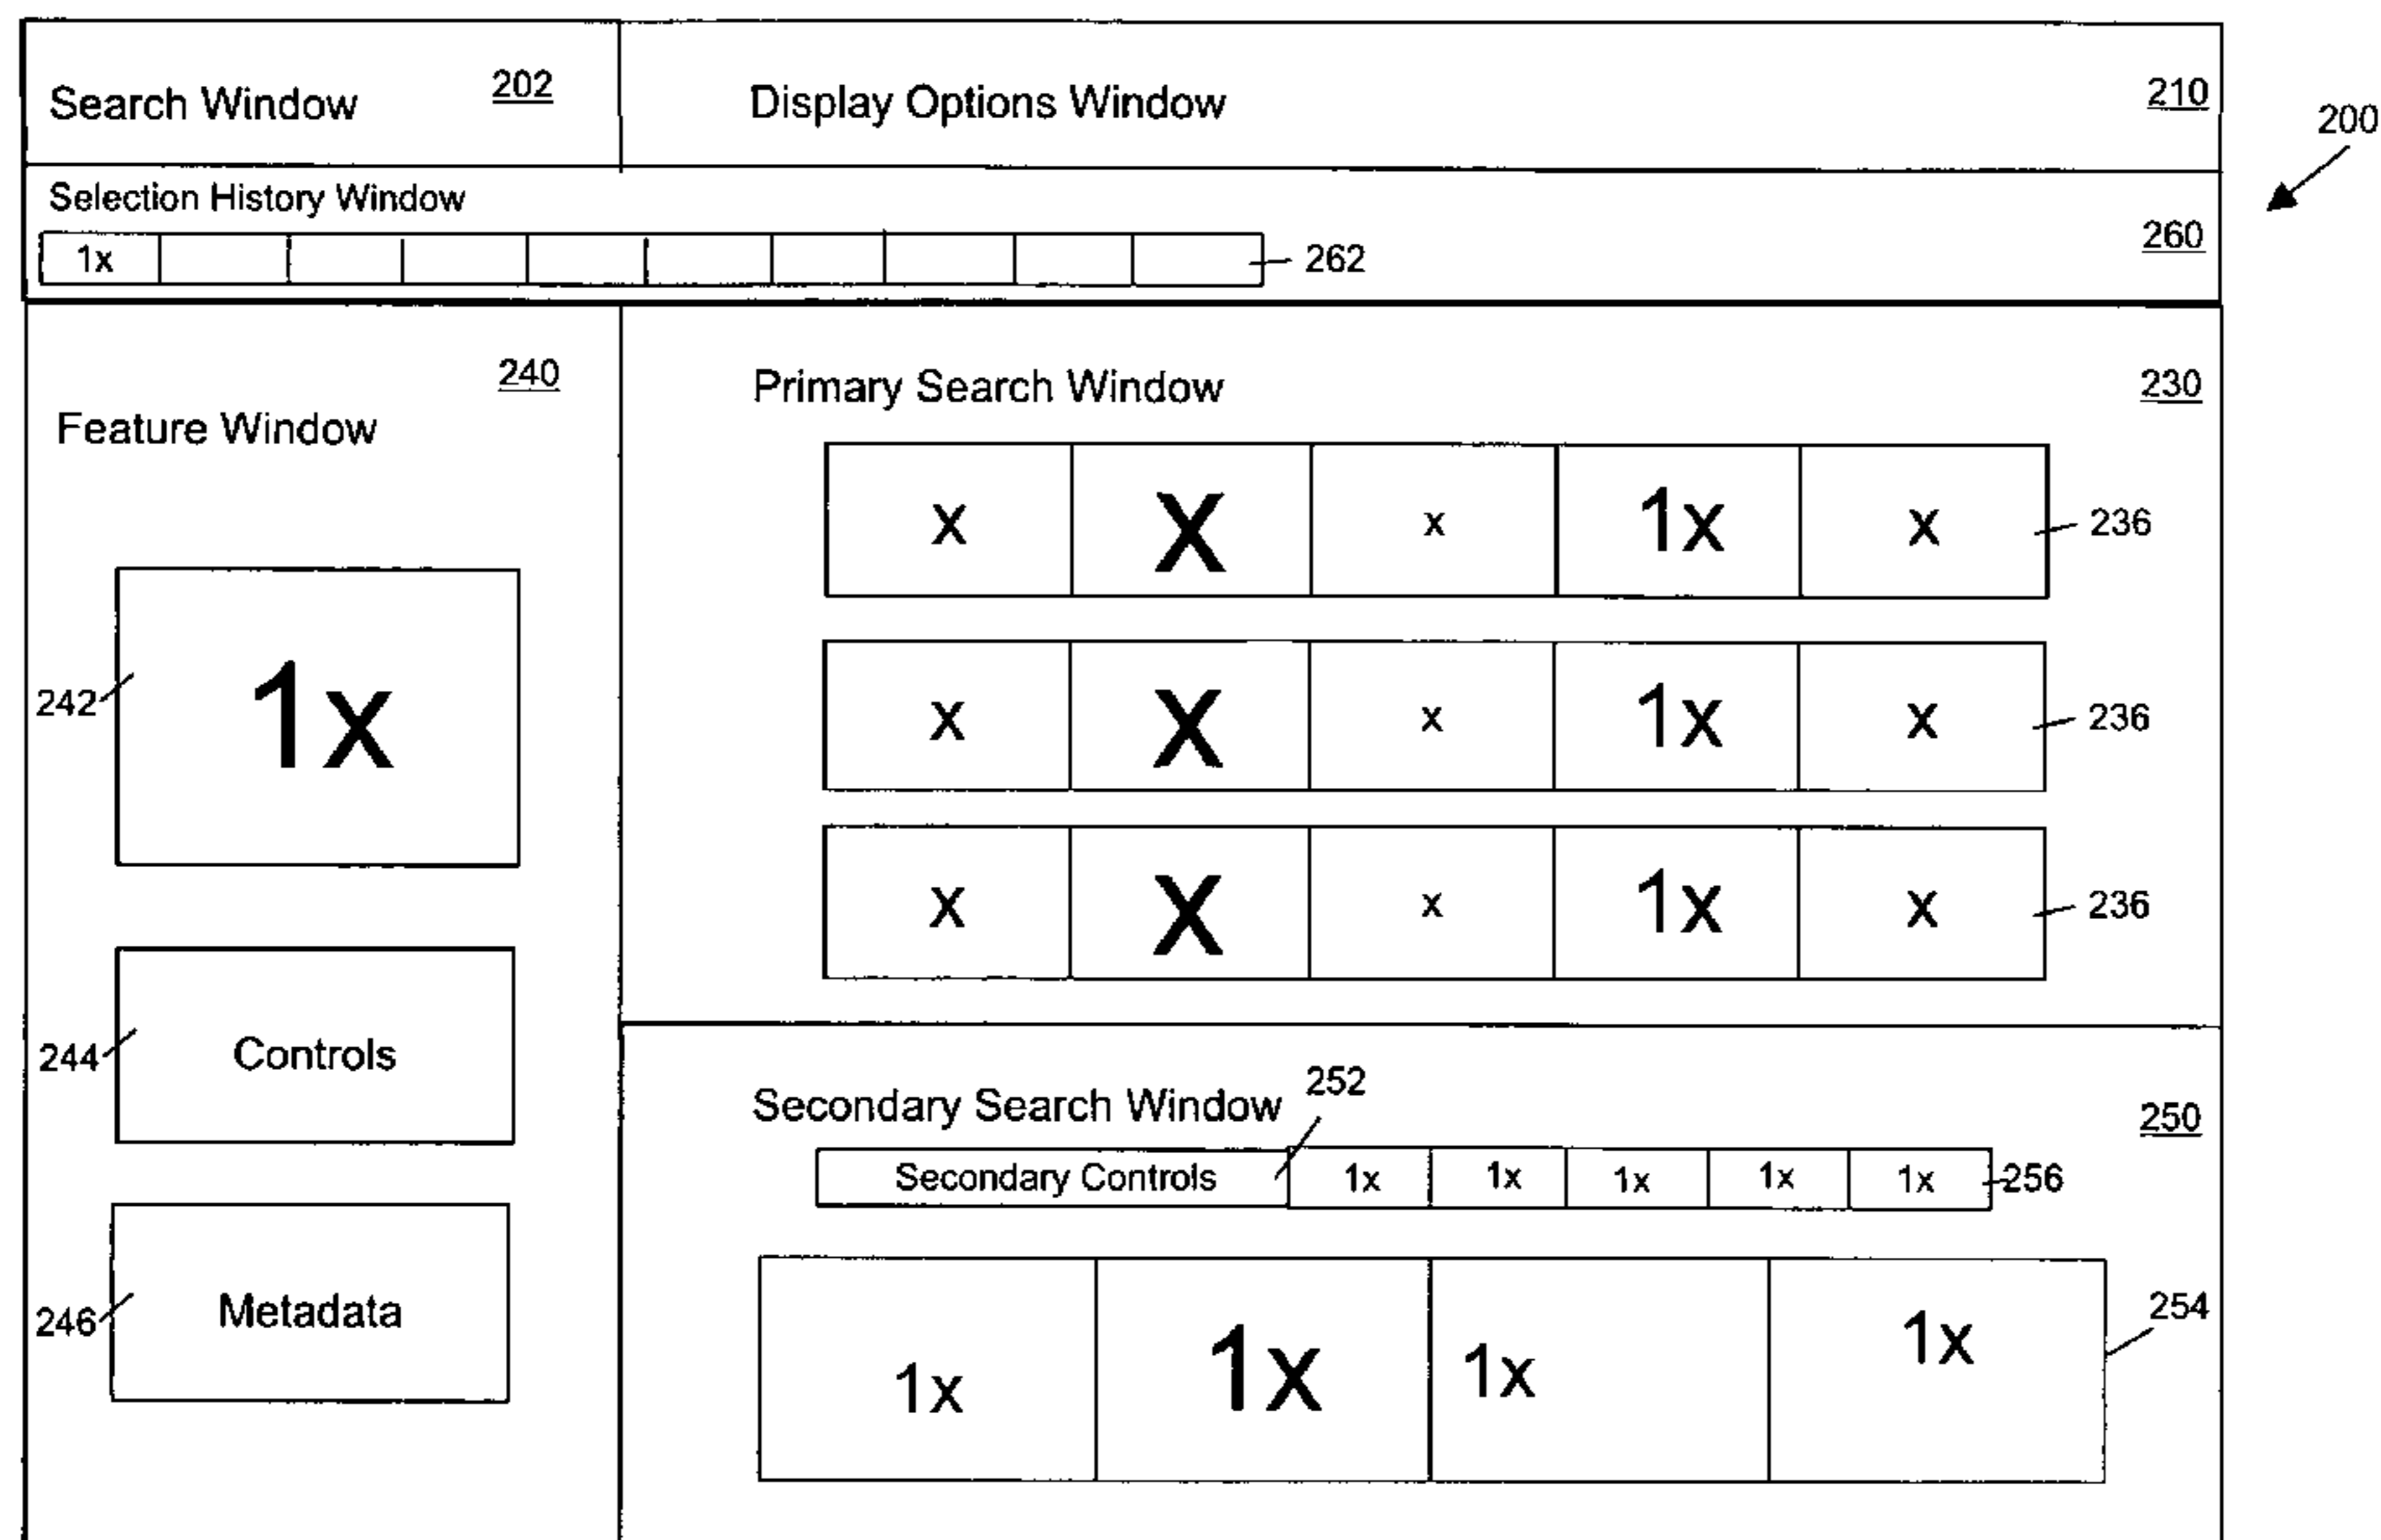 Search Window 202 Display Options Window 210
200
Selection History Window
260
1x 262
240
Feature Window
Primary Search Window 230
x X x 1x x 236
242
1x
x X x 1x x 236
x X x 1x x 236
244
Controls
252
Secondary Search Window 250
Secondary Controls 1x 1x 1x 1x 1x 256
246
Metadata
254
1x 1x 1x 1x